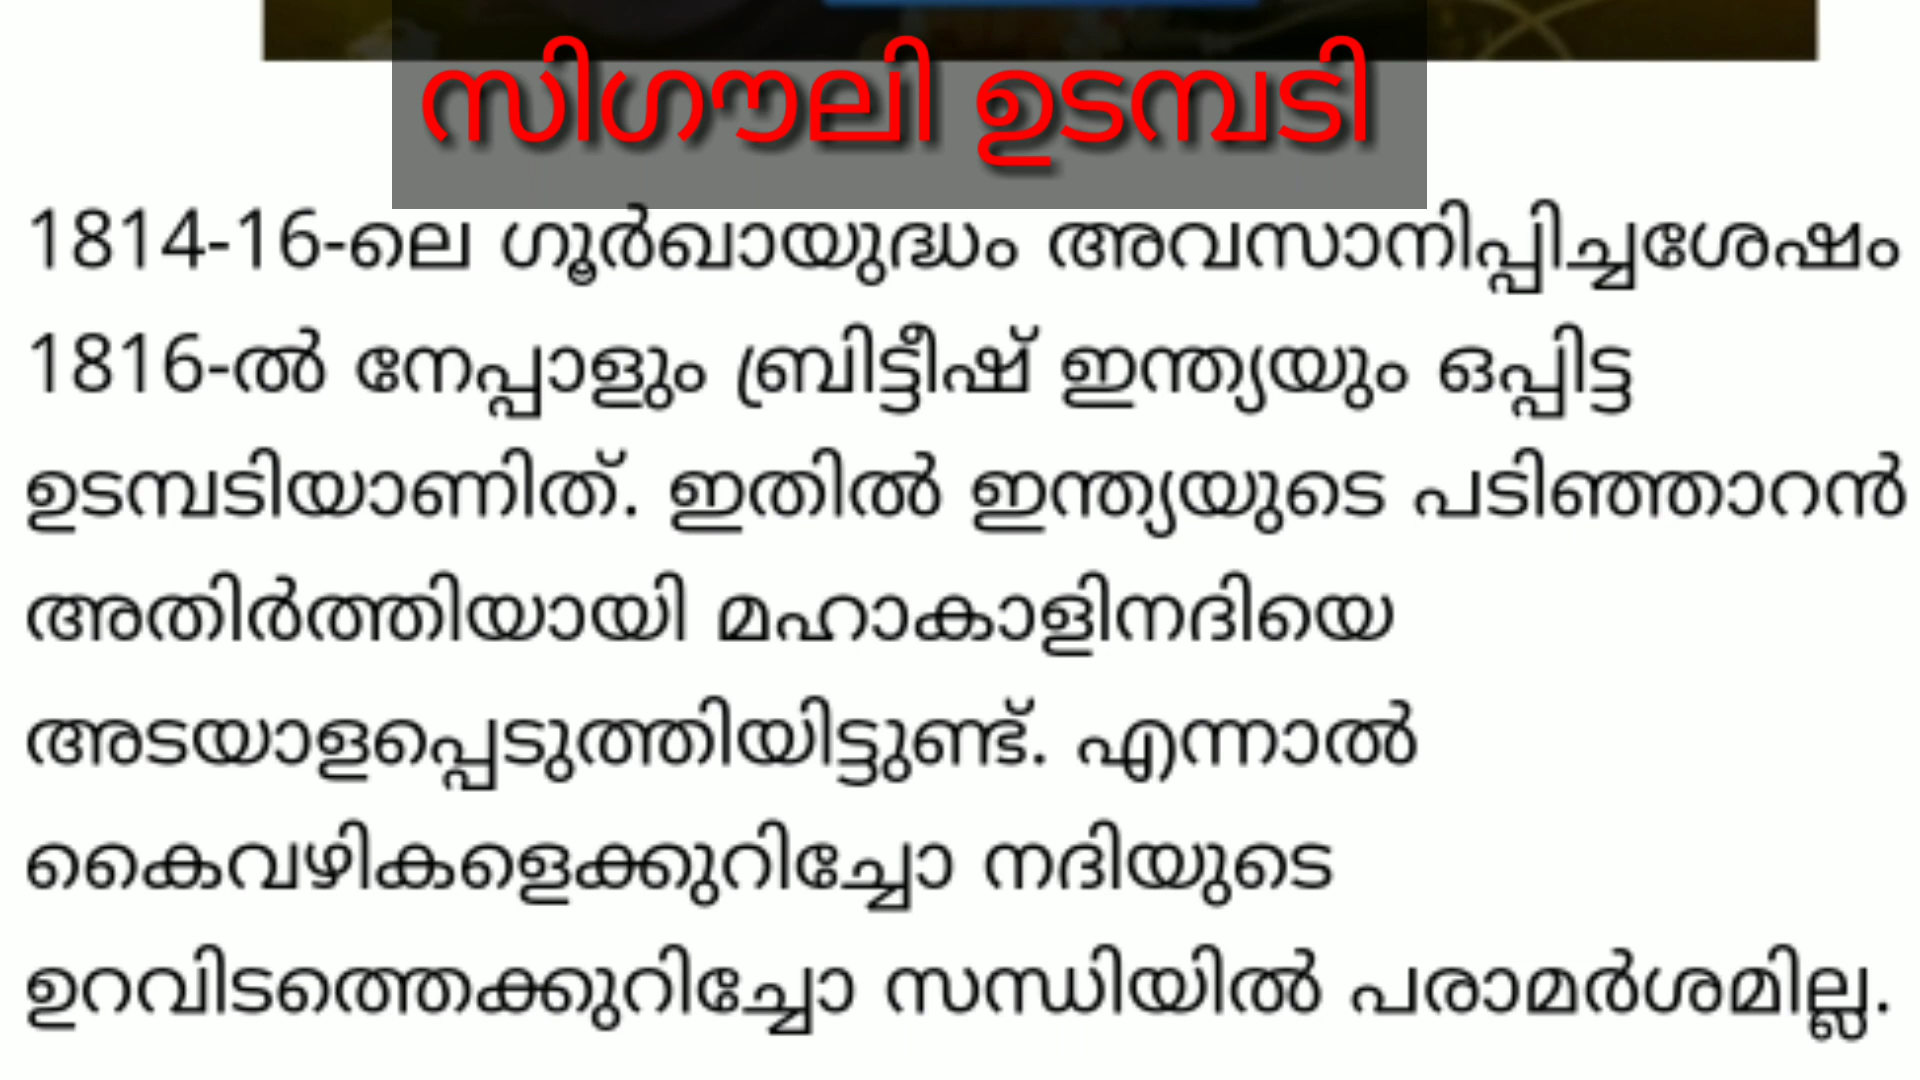 സിഗൗലി ഉടമ്പടി
1814-16-ലെ ഗൂർഖായുദ്ധം അവസാനിപ്പിച്ചശേഷം
1816-ൽ നേപ്പാളും ബ്രിട്ടീഷ് ഇന്ത്യയും ഒപ്പിട്ട
ഉടമ്പടിയാണിത്. ഇതിൽ ഇന്ത്യയുടെ പടിഞ്ഞാറൻ
അതിർത്തിയായി മഹാകാളിനദിയെ
അടയാളപ്പെടുത്തിയിട്ടുണ്ട്. എന്നാൽ
കൈവഴികളെക്കുറിച്ചോ നദിയുടെ
ഉറവിടത്തെക്കുറിച്ചോ സന്ധിയിൽ പരാമർശമില്ല.